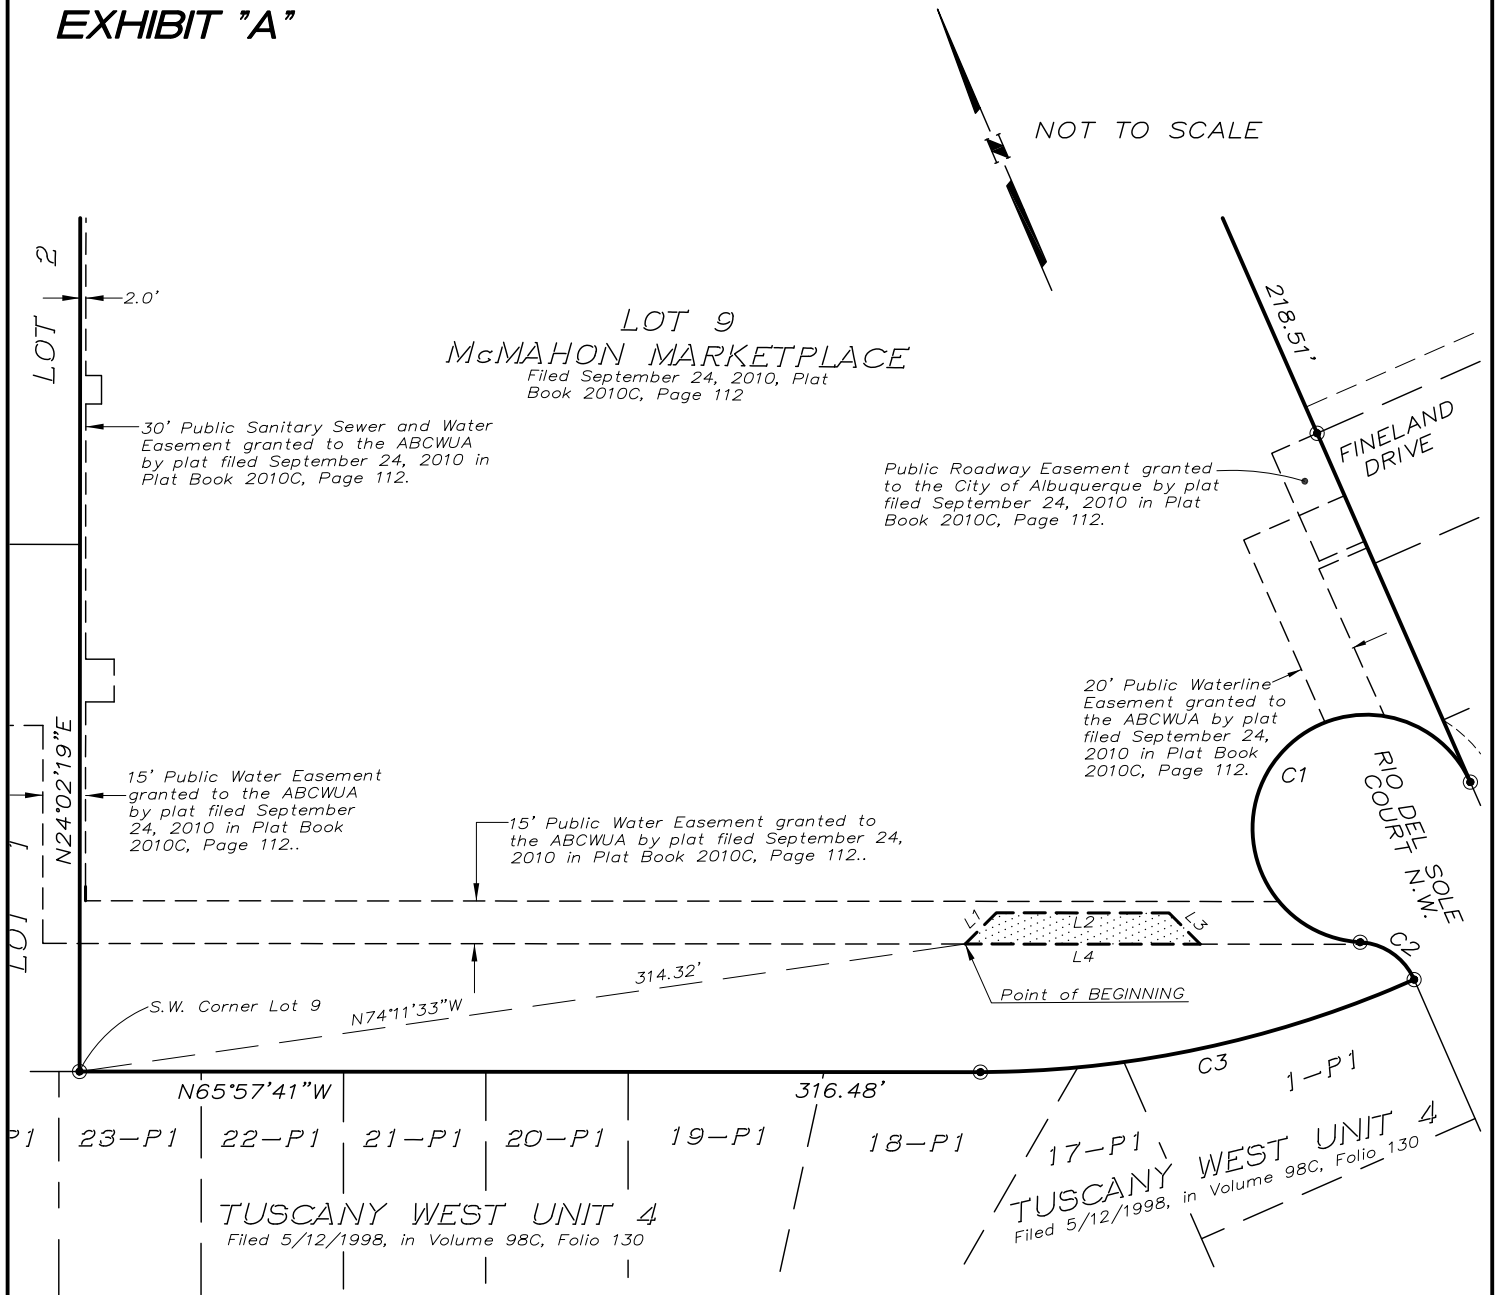 EXHIBIT "A"
NOT TO SCALE
N
LOT 2
2.0'
LOT 9
McMAHON MARKETPLACE
Filed September 24, 2010, Plat
Book 2010C, Page 112
218.51'
FINELAND
DRIVE
30' Public Sanitary Sewer and Water
Easement granted to the ABCWUA
by plat filed September 24, 2010 in
Plat Book 2010C, Page 112.
Public Roadway Easement granted
to the City of Albuquerque by plat
filed September 24, 2010 in Plat
Book 2010C, Page 112.
20' Public Waterline
Easement granted to
the ABCWUA by plat
filed September 24,
2010 in Plat Book
2010C, Page 112.
N24°02'19"E
LOT 1
15' Public Water Easement
granted to the ABCWUA
by plat filed September
24, 2010 in Plat Book
2010C, Page 112..
15' Public Water Easement granted to
the ABCWUA by plat filed September 24,
2010 in Plat Book 2010C, Page 112..
C1
RIO DEL SOLE
COURT N.W.
L1
L2
L3
L4
C2
314.32'
N74°11'33"W
Point of BEGINNING
S.W. Corner Lot 9
N65°57'41"W
316.48'
C3
P1
23-P1
22-P1
21-P1
20-P1
19-P1
18-P1
17-P1
1-P1
TUSCANY WEST UNIT 4
Filed 5/12/1998, in Volume 98C, Folio 130
TUSCANY WEST UNIT 4
Filed 5/12/1998, in Volume 98C, Folio 130